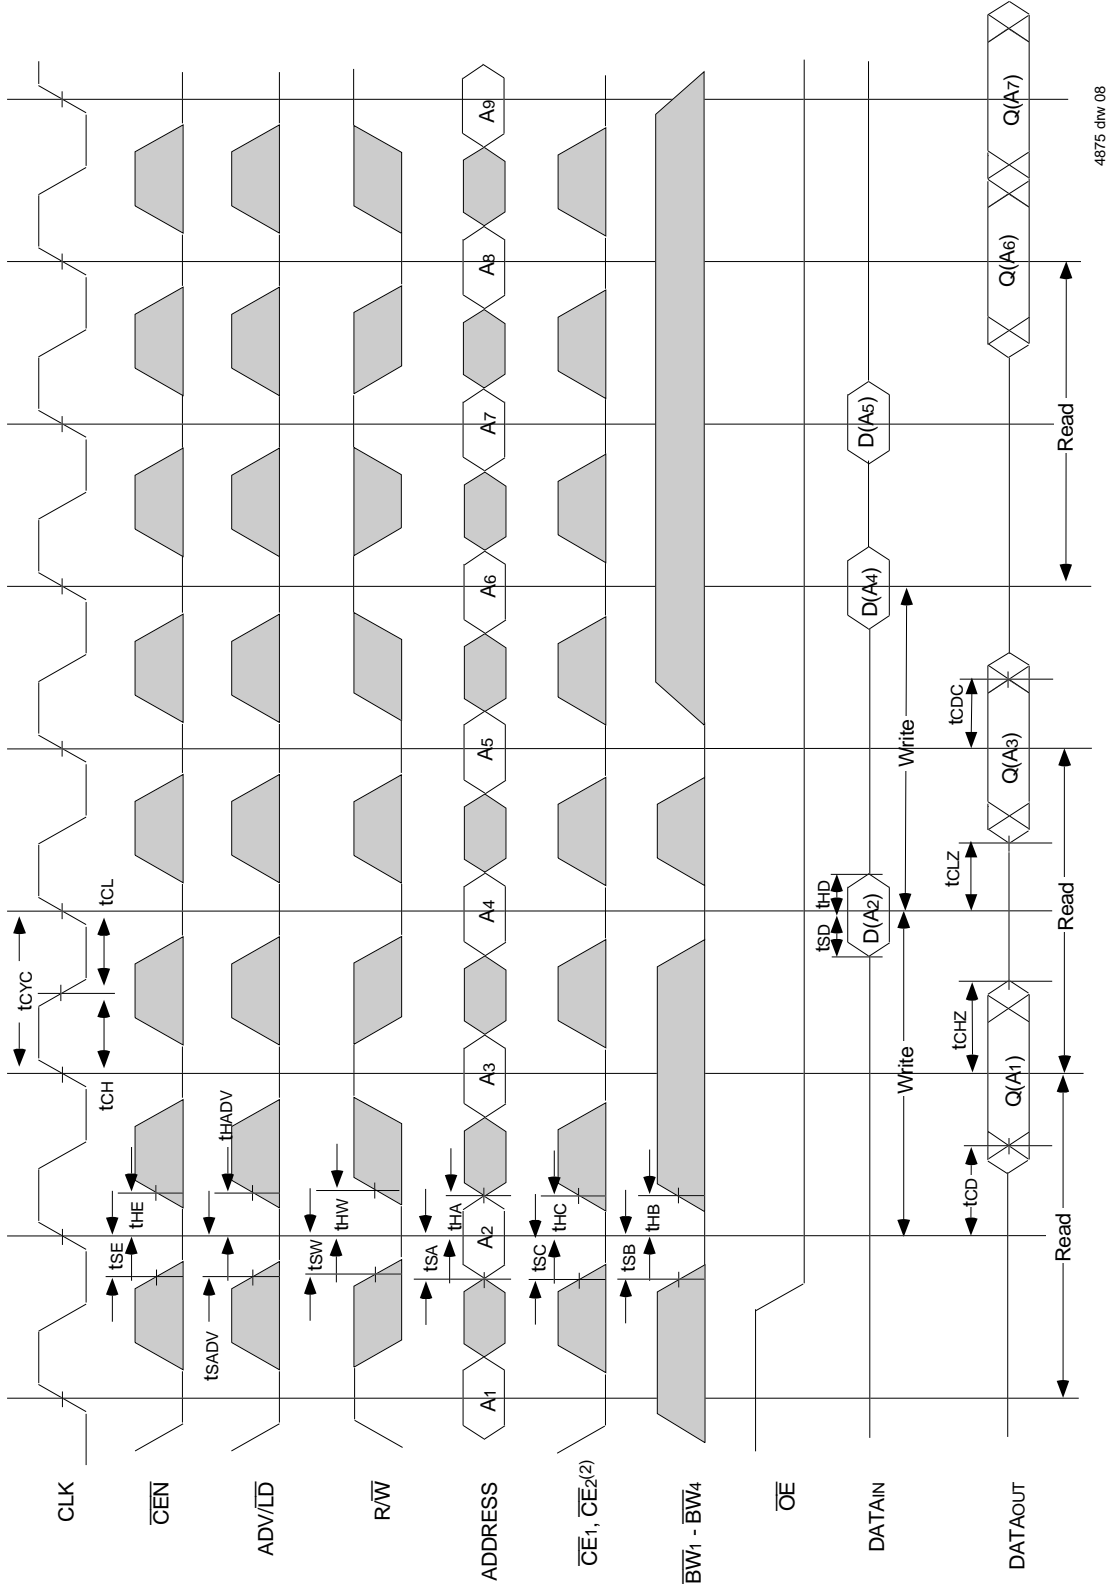 tCYC
tCH
tCL
CLK
tSE
tHE
CEN
tSADV
tHADV
ADV/LD
tSW
tHW
R/W
tSA
tHA
ADDRESS
A1
A2
A3
A4
A5
A6
A7
A8
A9
tSC
tHC
CE1, CE2(2)
tSB
tHB
BW1 - BW4
OE
tSD
tHD
DATAIN
D(A2)
D(A4)
D(A5)
Write
Write
tCD
tCHZ
tCLZ
tCDC
DATAOUT
Q(A1)
Q(A3)
Q(A6)
Q(A7)
Read
Read
Read
4875 drw 08